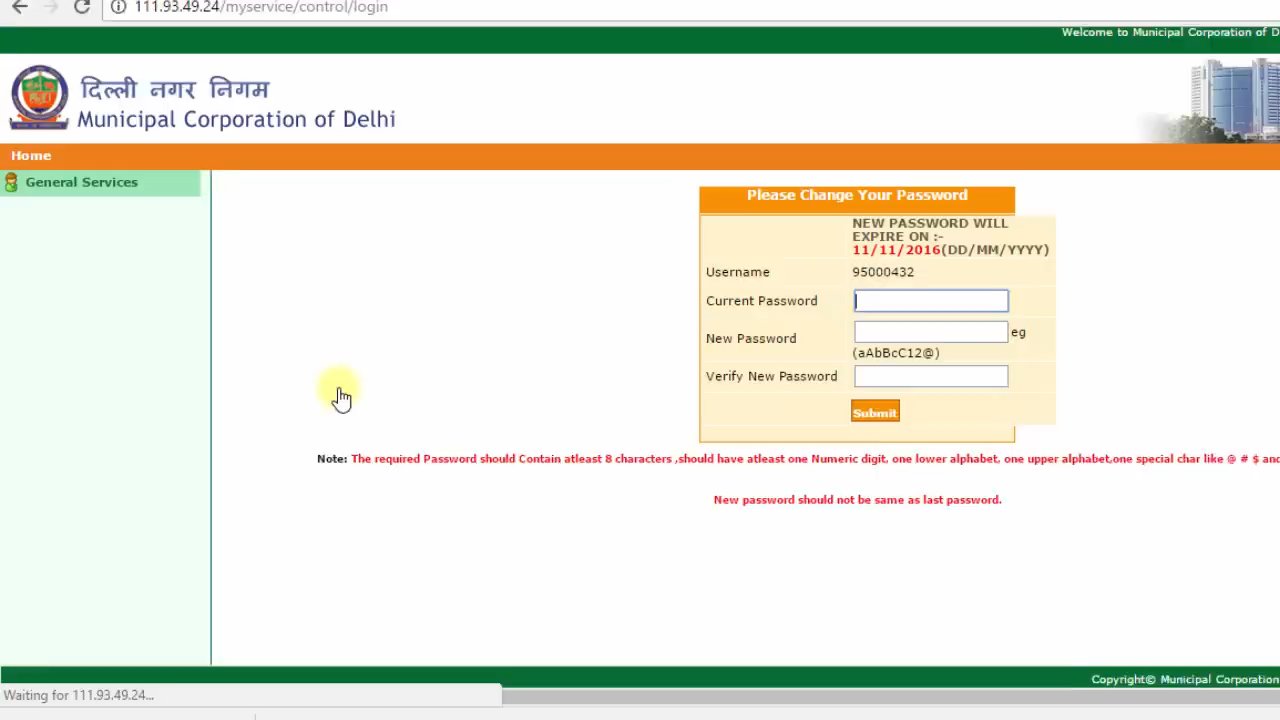 111.93.49.24/myservice/control/login
Welcome to Municipal Corporation of D
दिल्ली नगर निगम
Municipal Corporation of Delhi
Home
General Services
Please Change Your Password
NEW PASSWORD WILL
EXPIRE ON :-
11/11/2016(DD/MM/YYYY)
Username 95000432
Current Password
New Password eg
(aAbBcC12@)
Verify New Password
Submit
Note: The required Password should Contain atleast 8 characters ,should have atleast one Numeric digit, one lower alphabet, one upper alphabet,one special char like @ # $ and
New password should not be same as last password.
Copyright© Municipal Corporation
Waiting for 111.93.49.24...